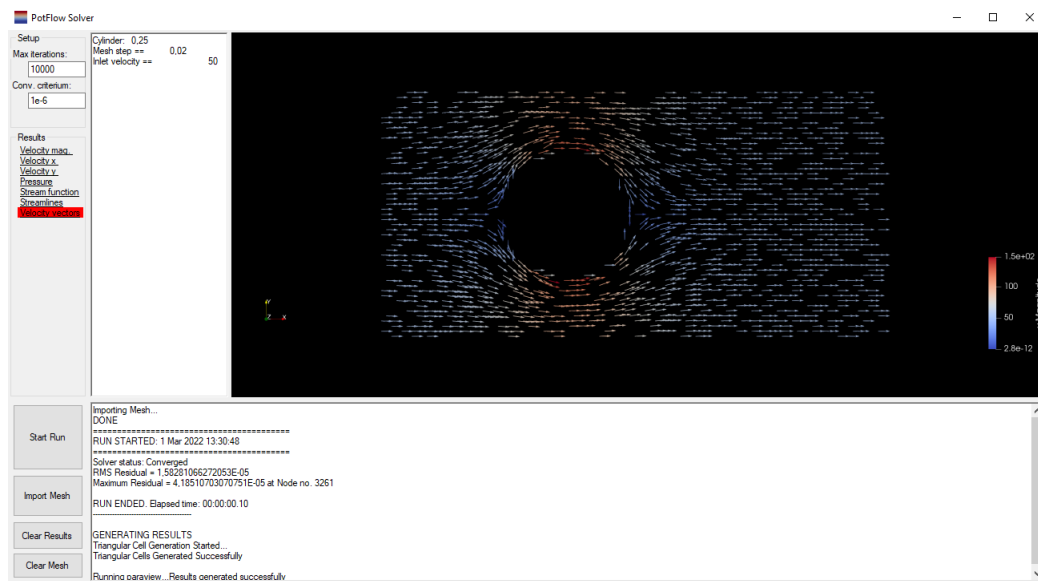 PotFlow Solver
Setup
Max iterations:
10000
Conv. criterium:
1e-6
Results
Velocity mag.
Velocity x
Velocity y
Pressure
Stream function
Streamlines
Velocity vectors
Cylinder: 0,25
Mesh step == 0,02
Inlet velocity == 50
Y
Z X
1.5e+02
100
50
2.8e-12
Magnitude
Start Run
Import Mesh
Clear Results
Clear Mesh
Importing Mesh...
DONE
==========================================
RUN STARTED: 1 Mar 2022 13:30:48
==========================================
Solver status: Converged
RMS Residual = 1,58281066272053E-05
Maximum Residual = 4,18510703070751E-05 at Node no. 3261
RUN ENDED. Elapsed time: 00:00:00.10
------------------------------------------
GENERATING RESULTS
Triangular Cell Generation Started...
Triangular Cells Generated Successfully
Running paraview...Results generated successfully